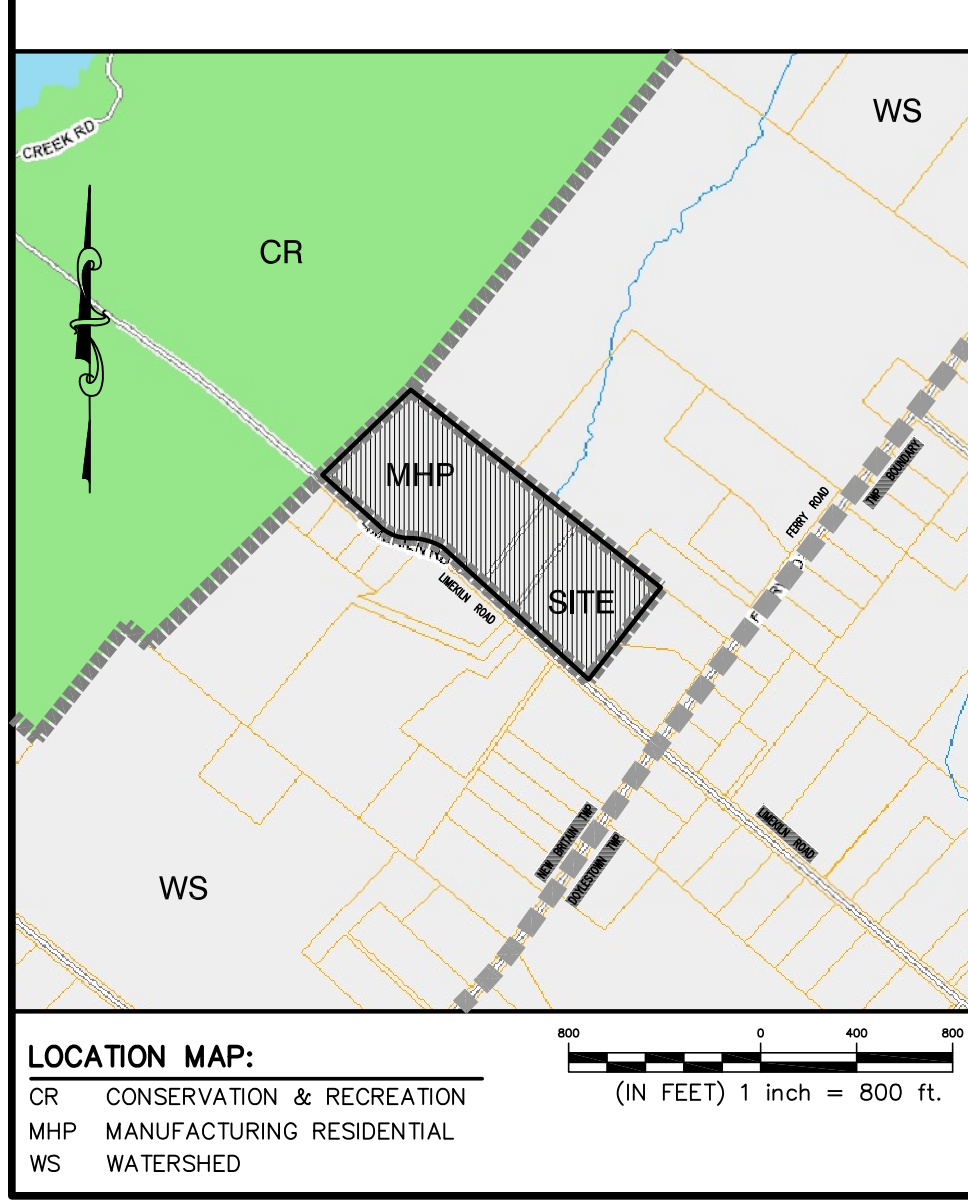 WS
CREEK RD
CR
TWP BOUNDARY
MHP
FERRY ROAD
LIMEKILN ROAD
SITE
NEW BRITAIN TWP
DOYLESTOWN TWP
LIMEKILN ROAD
WS
800 0 400 800
(IN FEET) 1 inch = 800 ft.
LOCATION MAP:
CR CONSERVATION & RECREATION
MHP MANUFACTURING RESIDENTIAL
WS WATERSHED